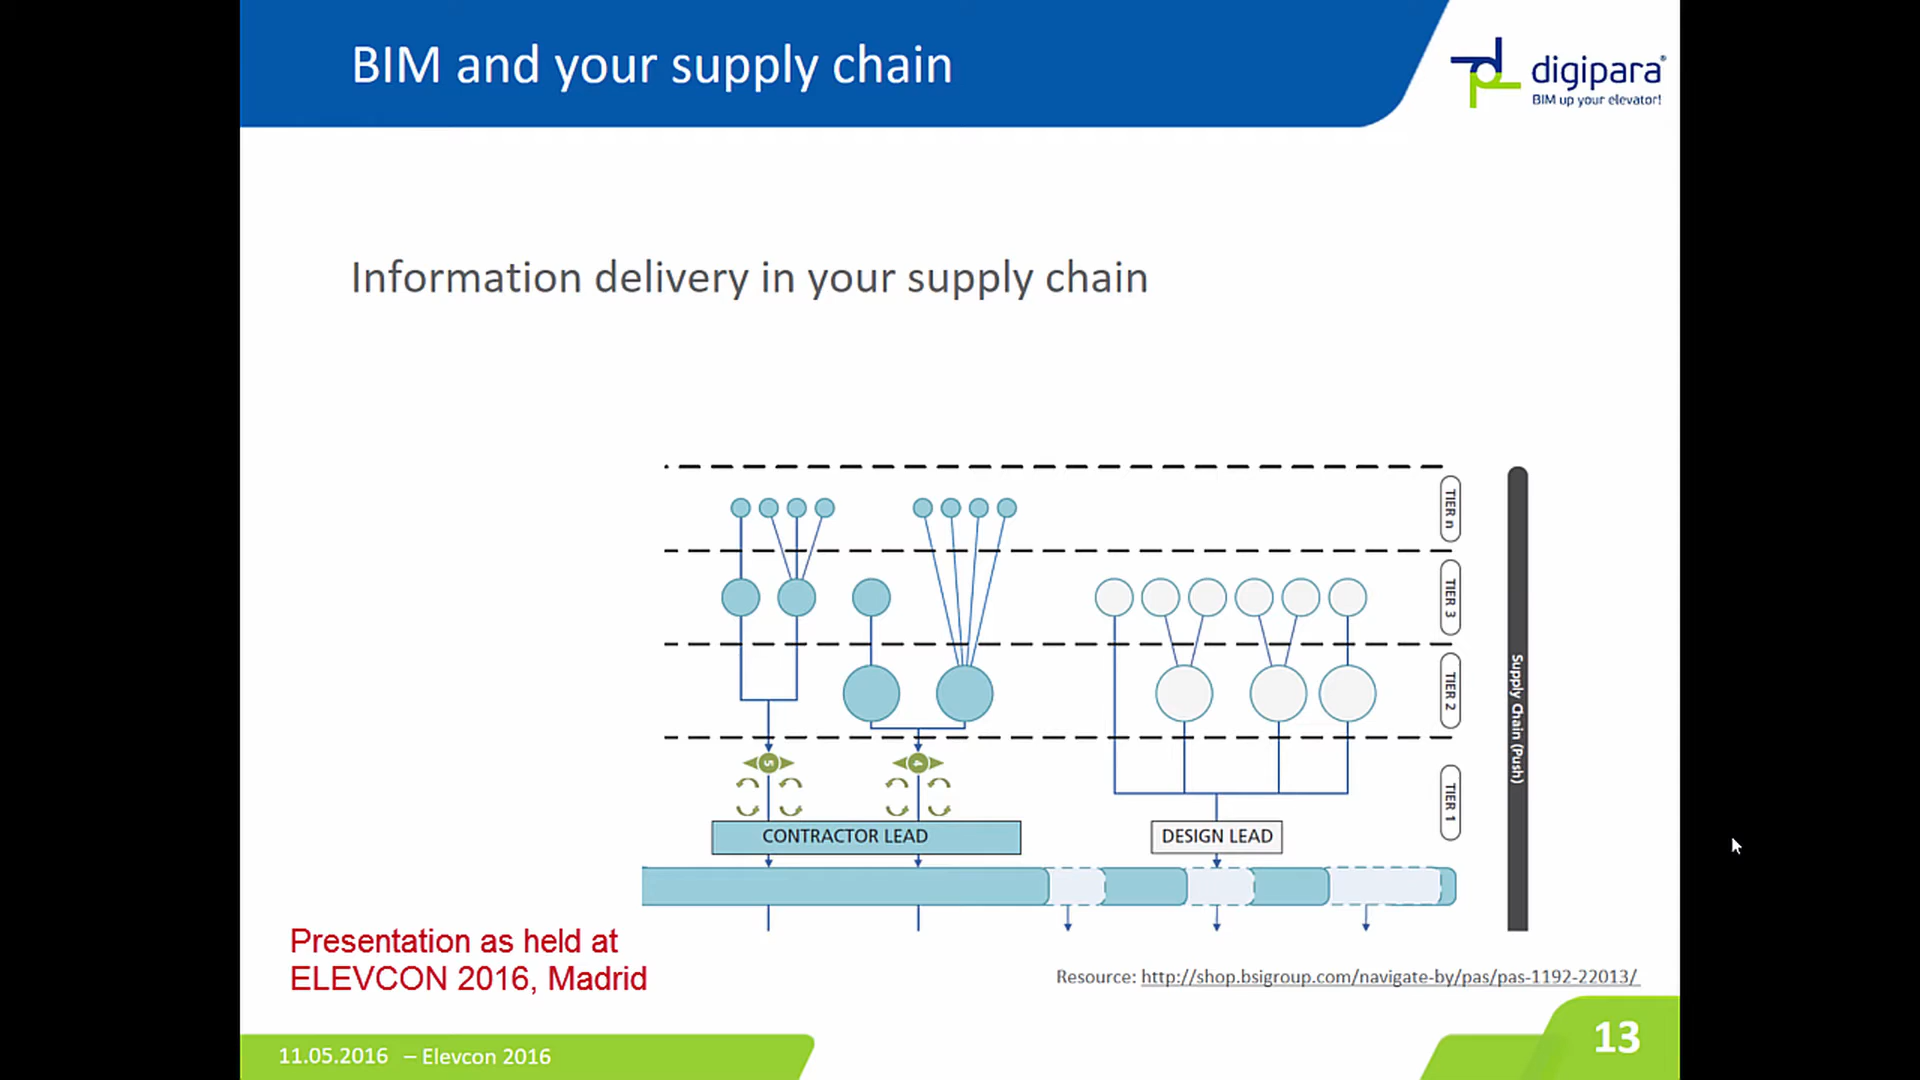 BIM and your supply chain
digipara®
BIM up your elevator!
Information delivery in your supply chain
TIER n
TIER 3
TIER 2
TIER 1
Supply Chain (Push)
5
4
CONTRACTOR LEAD
DESIGN LEAD
Presentation as held at
ELEVCON 2016, Madrid
Resource: http://shop.bsigroup.com/navigate-by/pas/pas-1192-22013/
11.05.2016 – Elevcon 2016
13